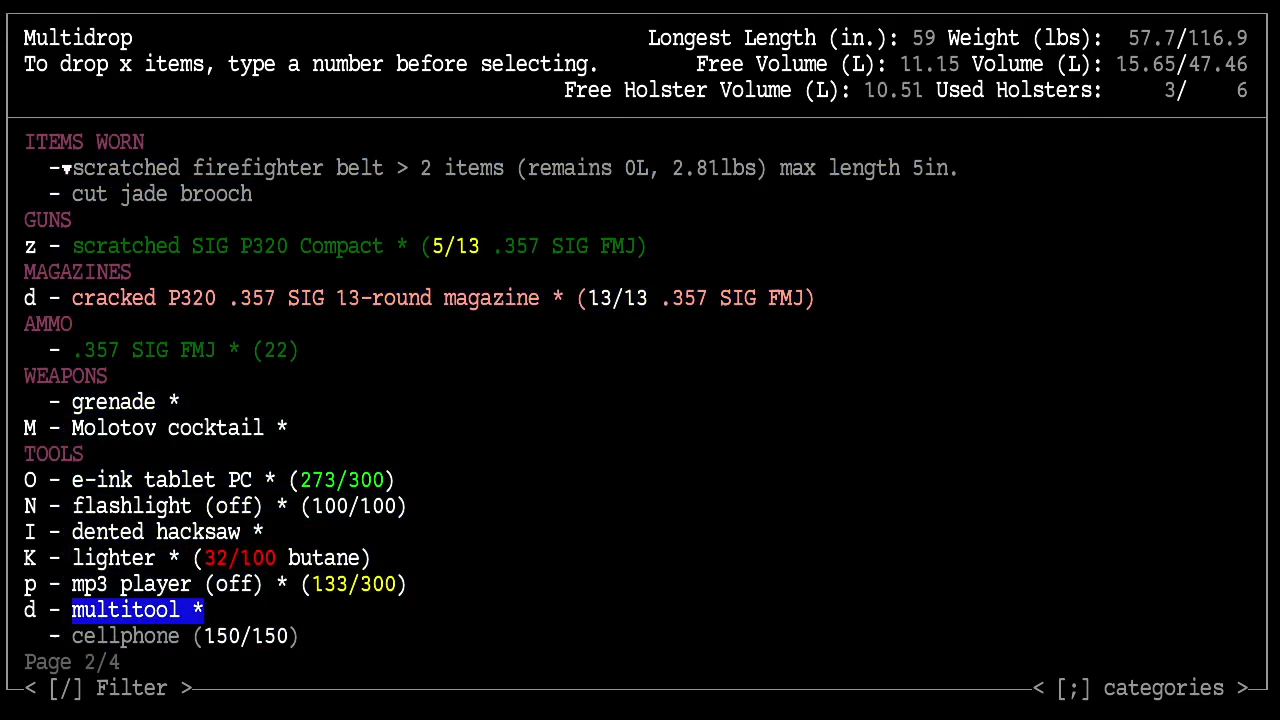 Multidrop Longest Length (in.): 59 Weight (lbs): 57.7/116.9
To drop x items, type a number before selecting. Free Volume (L): 11.15 Volume (L): 15.65/47.46
Free Holster Volume (L): 10.51 Used Holsters: 3/ 6
ITEMS WORN
-▾scratched firefighter belt > 2 items (remains 0L, 2.81lbs) max length 5in.
- cut jade brooch
GUNS
z - scratched SIG P320 Compact * (5/13 .357 SIG FMJ)
MAGAZINES
d - cracked P320 .357 SIG 13-round magazine * (13/13 .357 SIG FMJ)
AMMO
- .357 SIG FMJ * (22)
WEAPONS
- grenade *
M - Molotov cocktail *
TOOLS
O - e-ink tablet PC * (273/300)
N - flashlight (off) * (100/100)
I - dented hacksaw *
K - lighter * (32/100 butane)
p - mp3 player (off) * (133/300)
d - multitool *
- cellphone (150/150)
Page 2/4
< [/] Filter > < [;] categories >